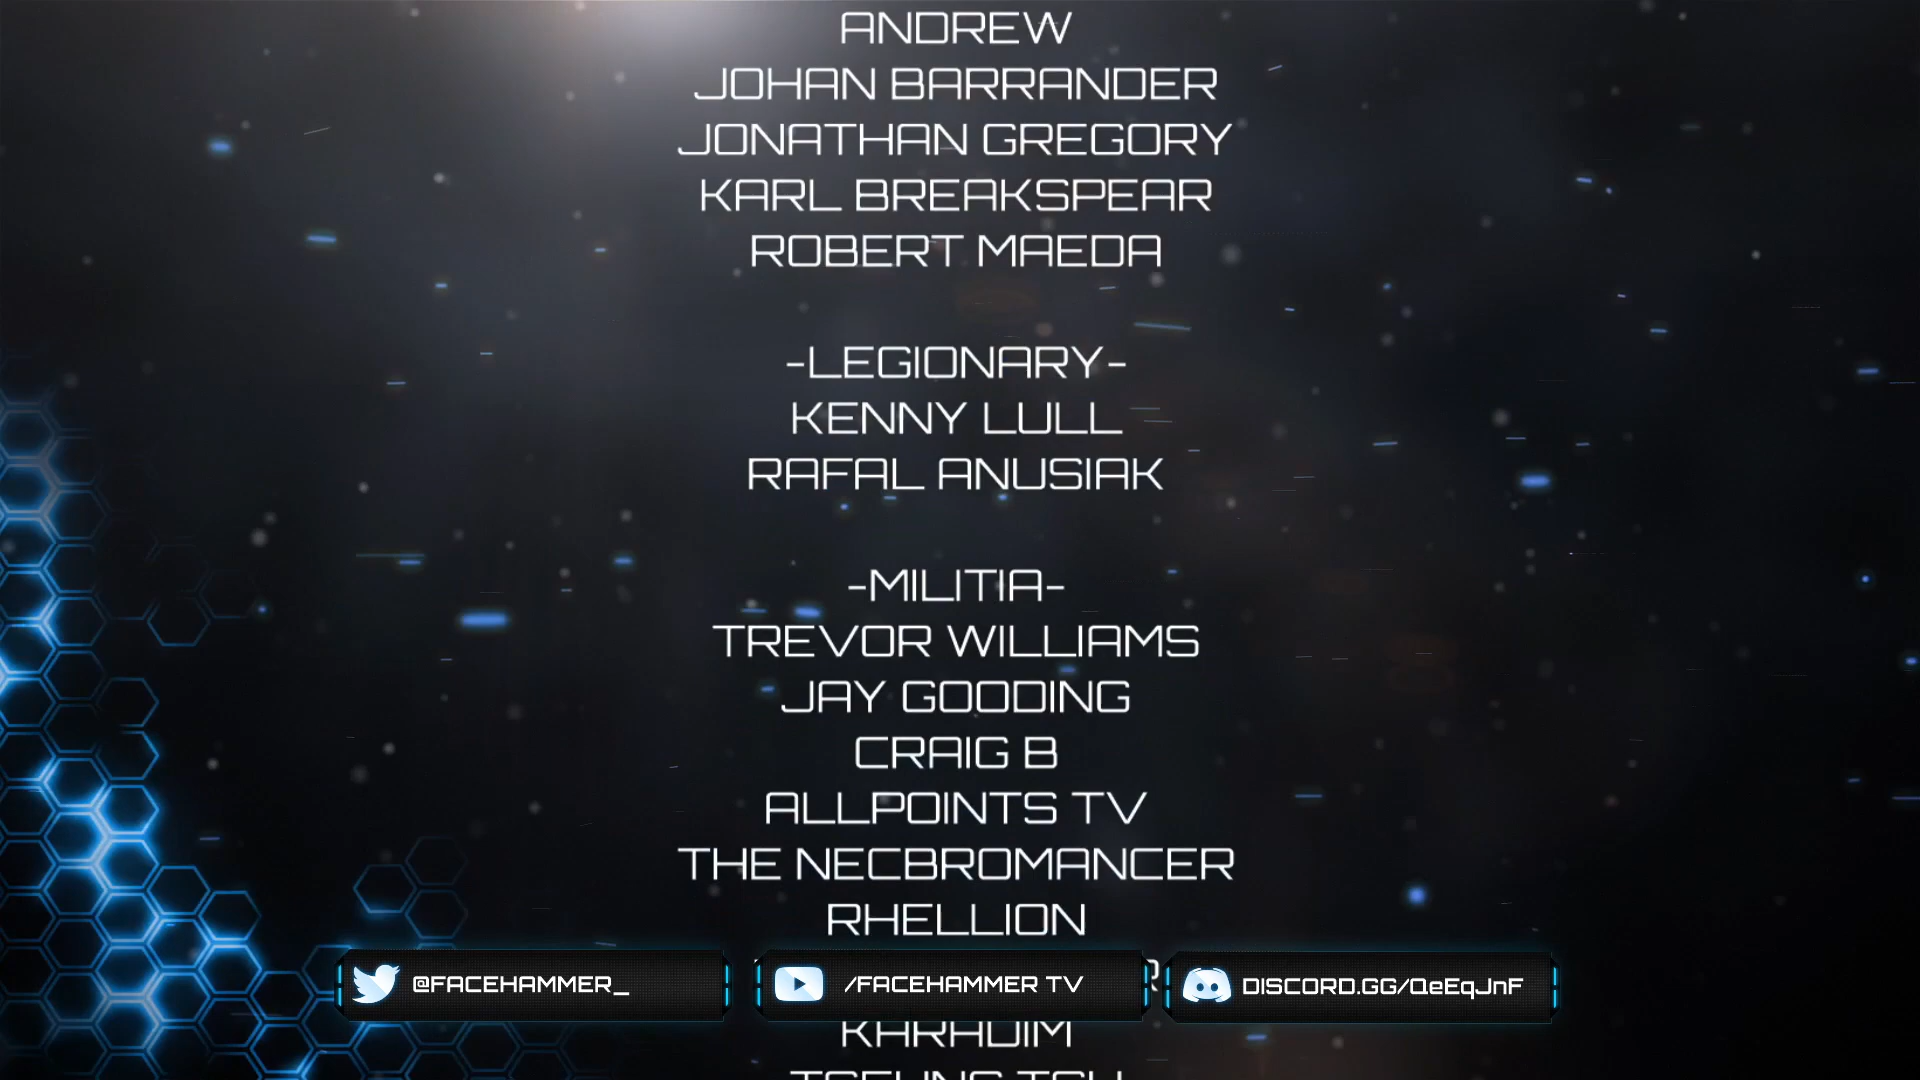 ANDREW
JOHAN BARRANDER
JONATHAN GREGORY
KARL BREAKSPEAR
ROBERT MAEDA
-LEGIONARY-
KENNY LULL
RAFAL ANUSIAK
-MILITIA-
TREVOR WILLIAMS
JAY GOODING
CRAIG B
ALLPOINTS TV
THE NECBROMANCER
RHELLION
@FACEHAMMER_
/FACEHAMMER TV
DISCORD.GG/QeEqJnF